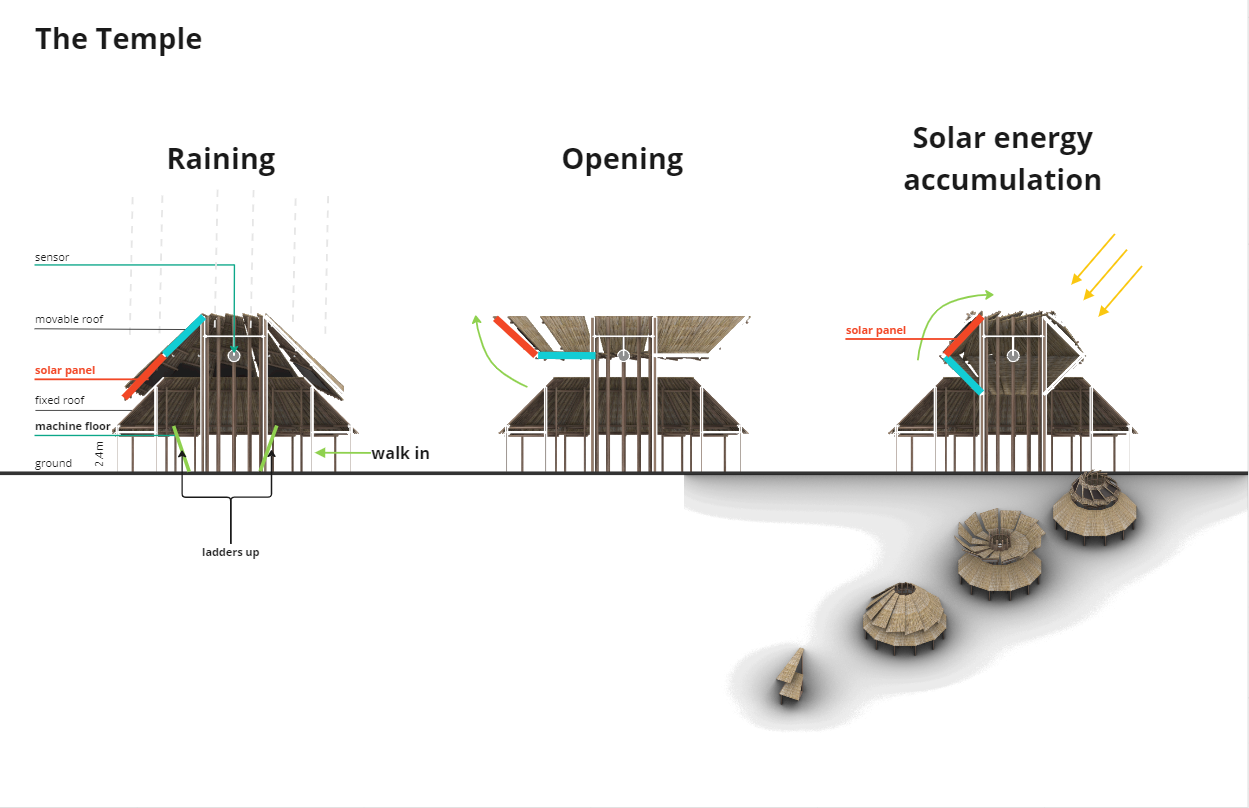 The Temple
Raining
Opening
Solar energy
accumulation
sensor
movable roof
solar panel
fixed roof
machine floor
ground
2.4m
walk in
ladders up
solar panel